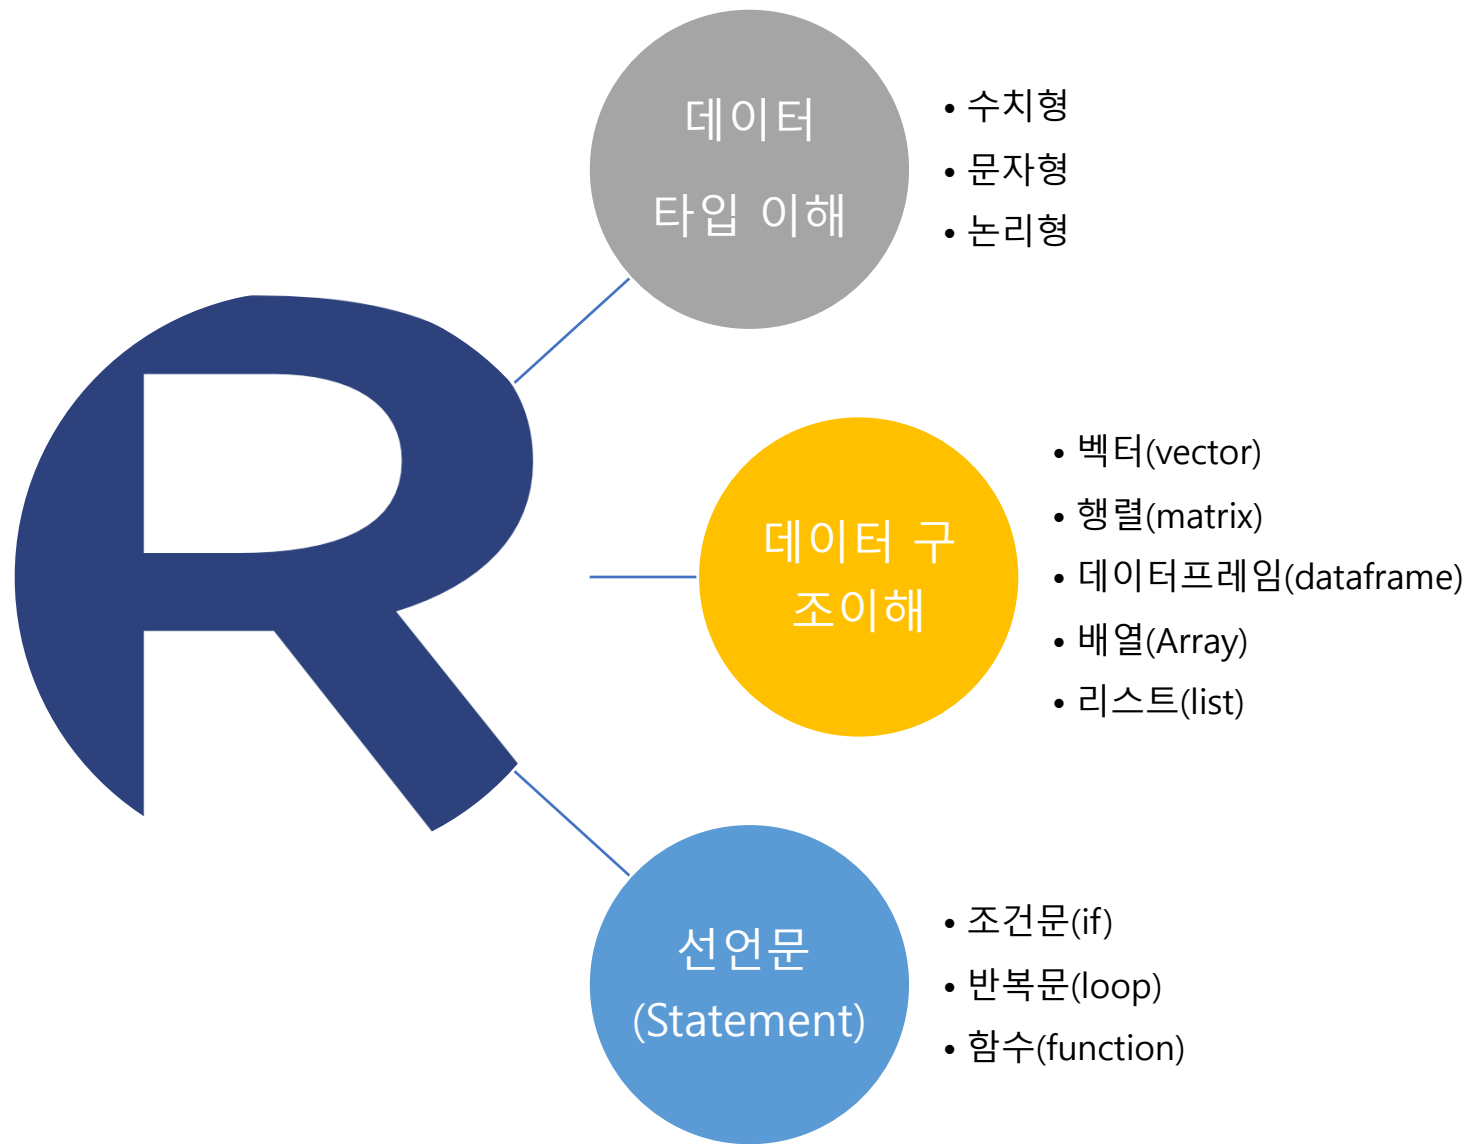 R
데이터
타입 이해
• 수치형
• 문자형
• 논리형
데이터 구
조이해
• 벡터(vector)
• 행렬(matrix)
• 데이터프레임(dataframe)
• 배열(Array)
• 리스트(list)
선언문
(Statement)
• 조건문(if)
• 반복문(loop)
• 함수(function)